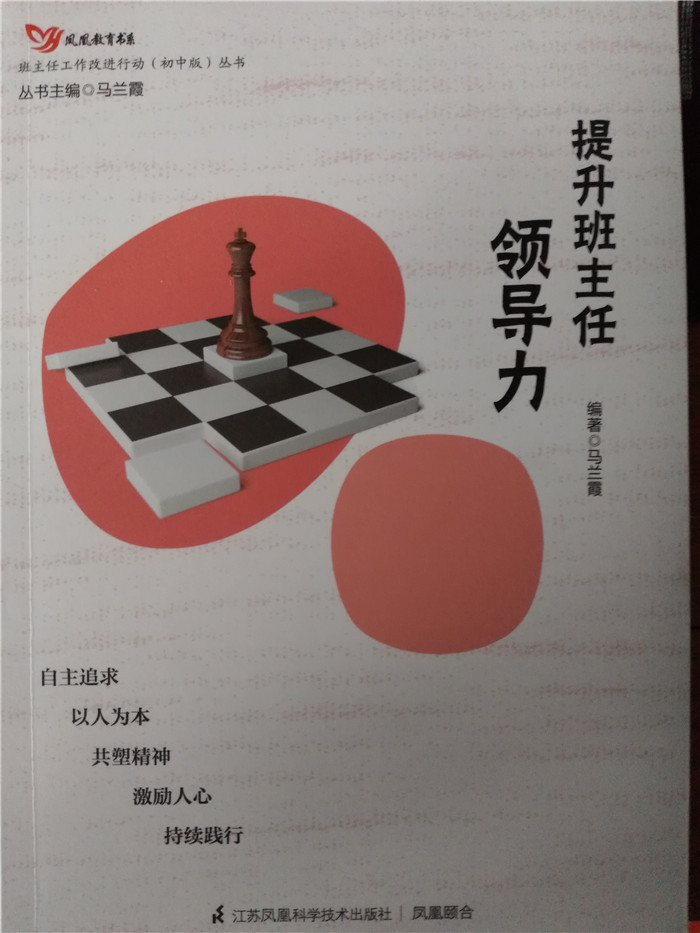 凤凰教育书系
班主任工作改进行动（初中版）丛书
丛书主编◎马兰霞
提升班主任
领导力
编著◎马兰霞
自主追求
以人为本
共塑精神
激励人心
持续践行
江苏凤凰科学技术出版社｜凤凰颐合